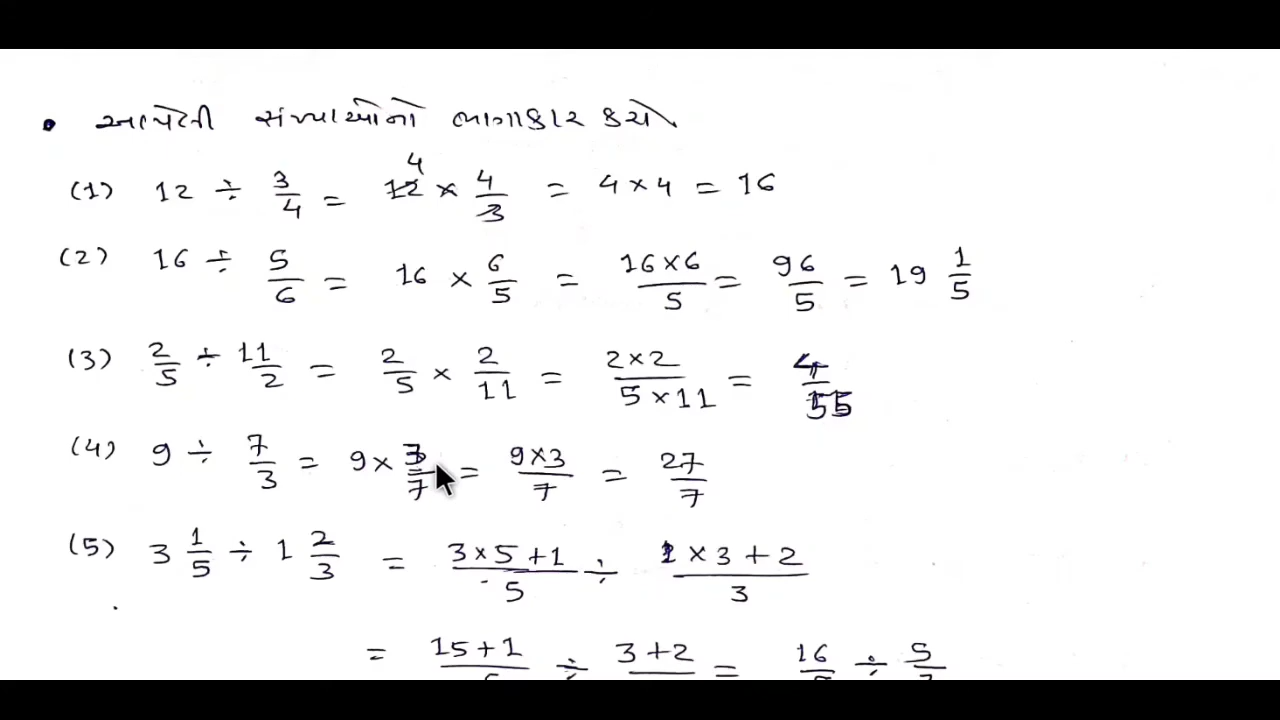 • આપેલી સંખ્યાઓનો ભાગાકાર કરો
(1) 12 ÷ 3/4 = 12 4 × 4/3 = 4 × 4 = 16
(2) 16 ÷ 5/6 = 16 × 6/5 = 16×6/5 = 96/5 = 19 1/5
(3) 2/5 ÷ 11/2 = 2/5 × 2/11 = 2×2/5×11 = 4/55
(4) 9 ÷ 7/3 = 9 × 3/7 = 9×3/7 = 27/7
(5) 3 1/5 ÷ 1 2/3 = 3×5+1/5 ÷ 1×3+2/3
= 15+1/5 ÷ 3+2 = 16/5 ÷ 5/3